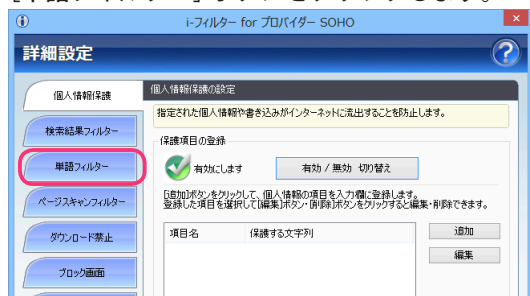 i-フィルター for プロバイダー SOHO
詳細設定
個人情報保護
検索結果フィルター
単語フィルター
ページスキャンフィルター
ダウンロード禁止
ブロック画面
個人情報保護の設定
指定された個人情報や書き込みがインターネットに流出することを防止します。
保護項目の登録
有効にします
有効 / 無効 切り替え
[追加]ボタンをクリックして、個人情報の項目を入力欄に登録します。
登録した項目を選択して[編集]ボタン・[削除]ボタンをクリックすると編集・削除できます。
項目名 保護する文字列
追加
編集